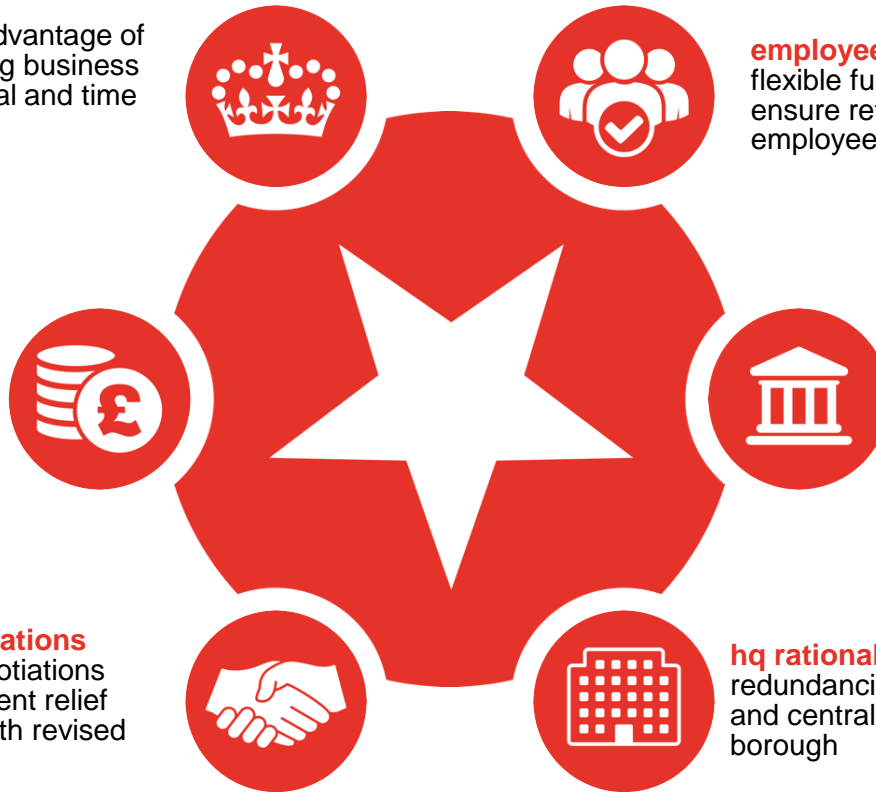 dvantage of
g business
al and time
employee
flexible fu
ensure re
employee
£
ations
otiations
ent relief
th revised
hq rational
redundanci
and central
borough